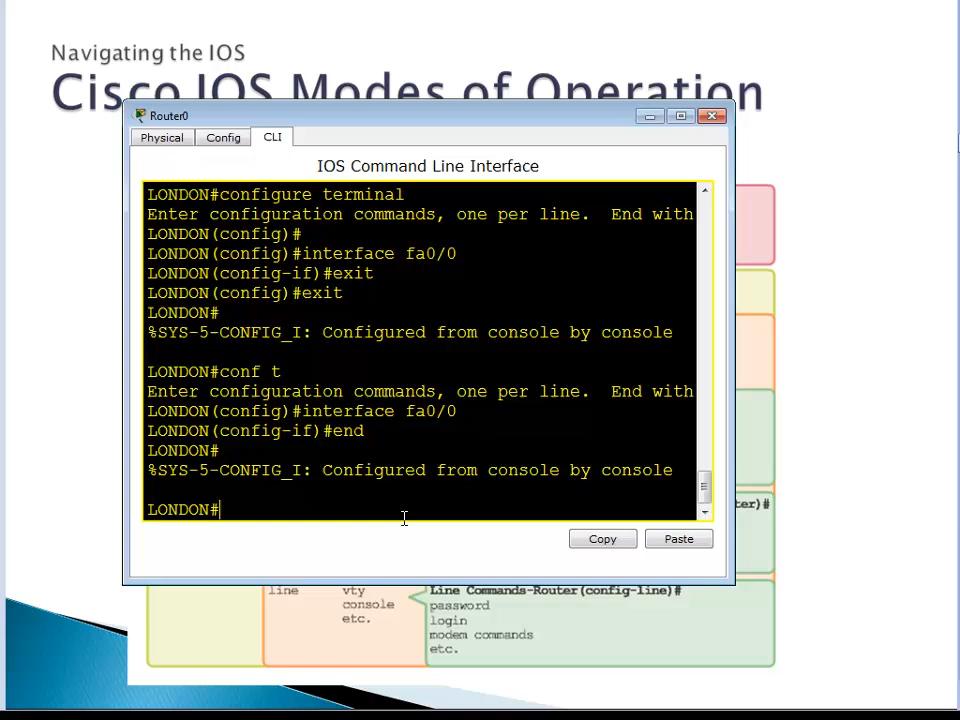 Navigating the IOS
Cisco IOS Modes of Operation
Router0
Physical Config CLI
IOS Command Line Interface
LONDON#configure terminal
Enter configuration commands, one per line.  End with
LONDON(config)#
LONDON(config)#interface fa0/0
LONDON(config-if)#exit
LONDON(config)#exit
LONDON#
%SYS-5-CONFIG_I: Configured from console by console
LONDON#conf t
Enter configuration commands, one per line.  End with
LONDON(config)#interface fa0/0
LONDON(config-if)#end
LONDON#
%SYS-5-CONFIG_I: Configured from console by console
LONDON#
ter)#
Copy Paste
line vty
console
etc.
Line Commands-Router(config-line)#
password
login
modem commands
etc.